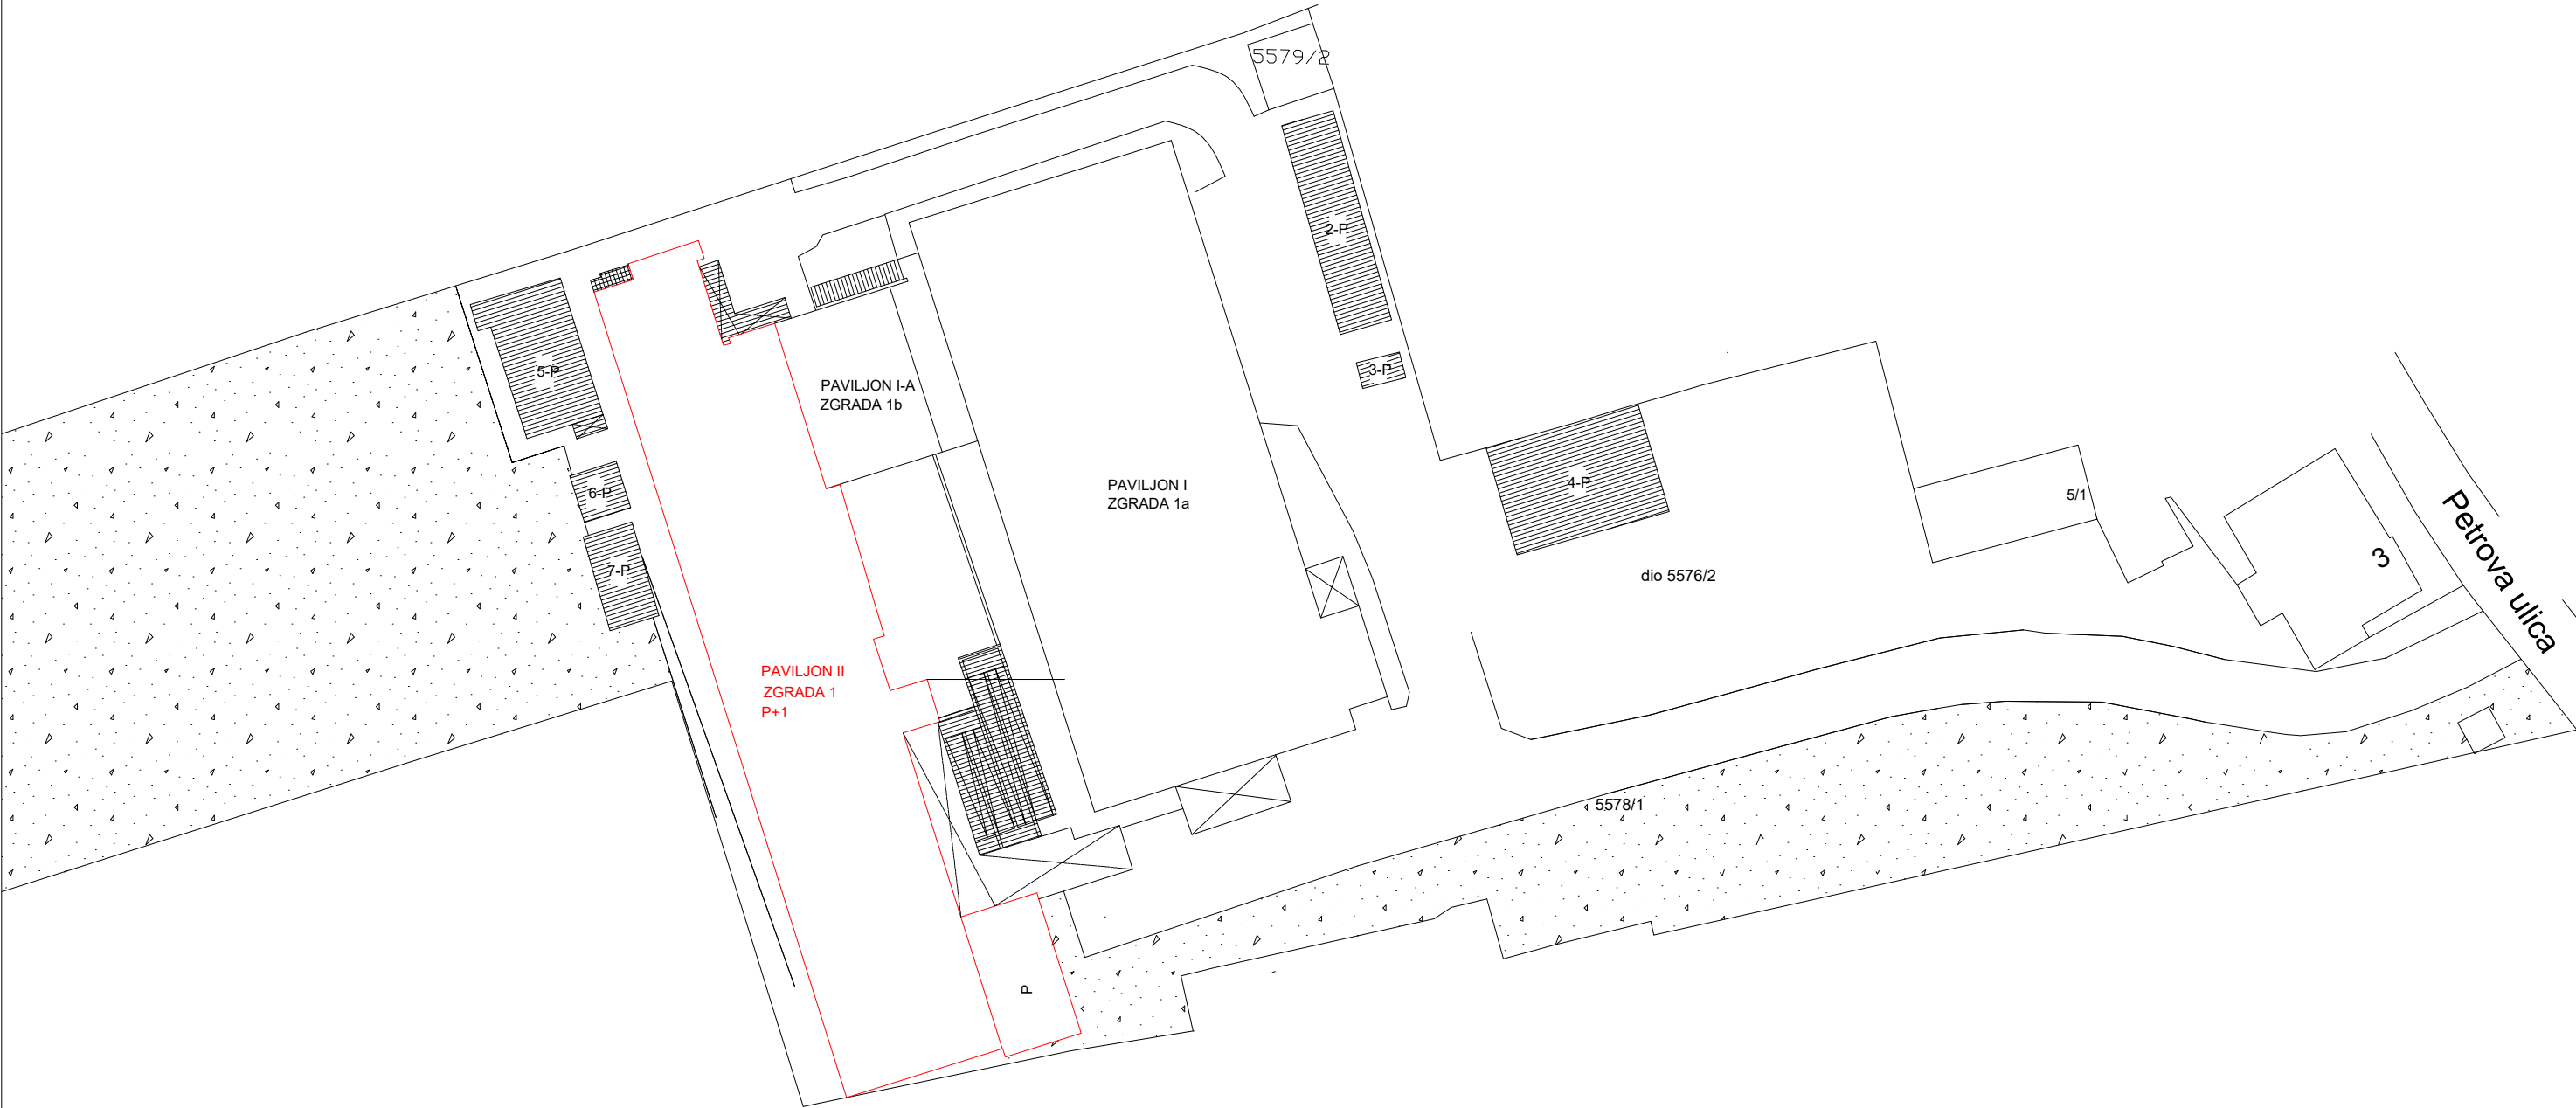 5579/2
2-P
3-P
5-P
PAVILJON I-A
ZGRADA 1b
4-P
6-P
PAVILJON I
ZGRADA 1a
5/1
3
Petrova ulica
7-P
dio 5576/2
PAVILJON II
ZGRADA 1
P+1
5578/1
P